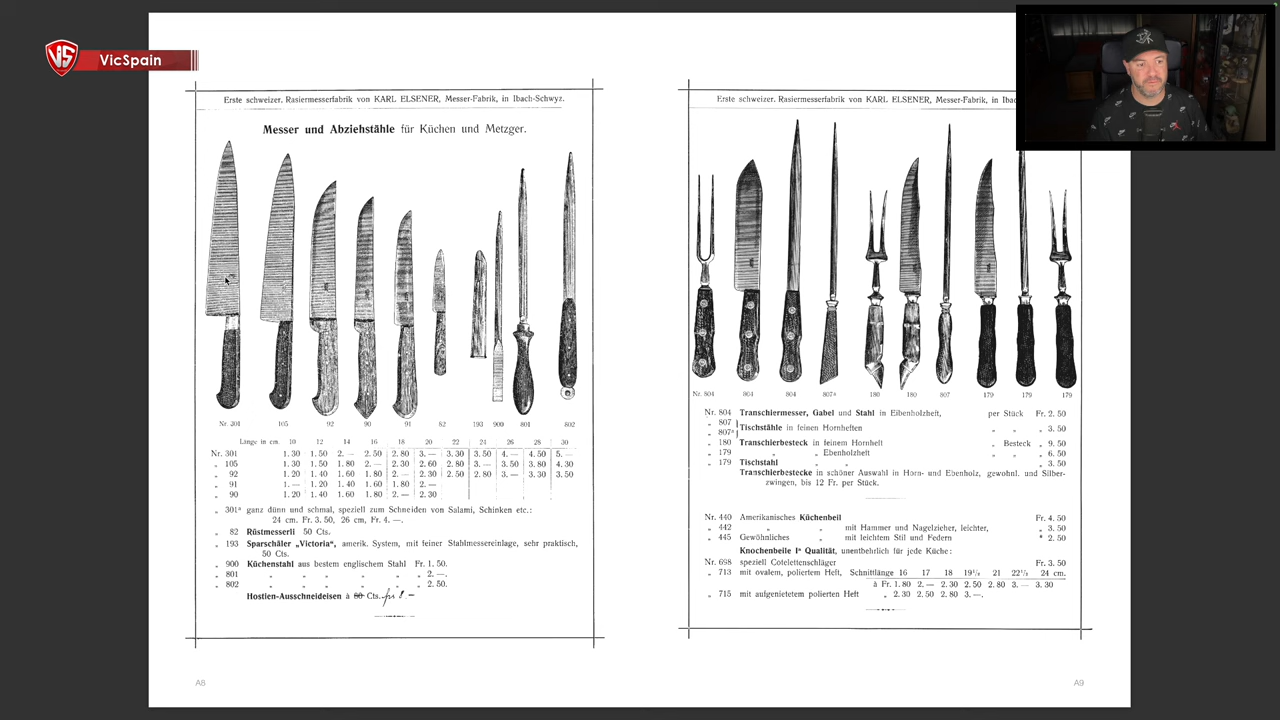 VS
VicSpain
Erste schweizer. Rasiermesserfabrik von KARL ELSENER, Messer-Fabrik, in Ibach-Schwyz.
Messer und Abziehstähle für Küchen und Metzger.
Nr. 301 105 92 90 91 82 193 900 801 802
Länge in cm. 10 12 14 16 18 20 22 24 26 28 30
Nr. 301 1. 30 1. 50 2. — 2. 50 2. 80 3. — 3. 30 3. 50 4. — 4. 50 5. —
„ 105 1. 30 1. 50 1. 80 2. — 2. 30 2. 60 2. 80 3. — 3. 50 3. 80 4. 30
„ 92 1. 20 1. 40 1. 60 1. 80 2. — 2. 30 2. 50 2. 80 3. — 3. 30 3. 50
„ 91 1. — 1. 20 1. 40 1. 60 1. 80 2. —
„ 90 1. 20 1. 40 1. 60 1. 80 2. — 2. 30
„ 301ª ganz dünn und schmal, speziell zum Schneiden von Salami, Schinken etc.:
24 cm. Fr. 3. 50, 26 cm, Fr. 4. —.
„ 82 Rüstmesserli 50 Cts.
„ 193 Sparschäler „Victoria“, amerik. System, mit feiner Stahlmessereinlage, sehr praktisch,
50 Cts.
„ 900 Küchenstahl aus bestem englischem Stahl Fr. 1. 50.
„ 801 „ „ „ „ „ „ 2. —.
„ 802 „ „ „ „ „ „ 2. 50.
Hostien-Ausschneideisen à 80 Cts.
A8
Erste schweizer. Rasiermesserfabrik von KARL ELSENER, Messer-Fabrik, in
Nr. 804 804 804 807ª 180 180 807 179 179 179
Nr. 804 Transchiermesser, Gabel und Stahl in Eibenholzheft, per Stück Fr. 2. 50
„ 807
„ 807ª Tischstähle in feinen Hornheften „ „ „ 3. 50
„ 180 Transchierbesteck in feinem Hornheft „ Besteck „ 9. 50
„ 179 „ „ Ebenholzheft „ „ 6. 50
„ 179 Tischstahl „ „ „ 3. 50
Transchierbestecke in schöner Auswahl in Horn- und Ebenholz, gewöhnl. und Silber-
zwingen, bis 12 Fr. per Stück.
Nr. 440 Amerikanisches Küchenbeil Fr. 4. 50
„ 442 „ „ mit Hammer und Nagelzieher, leichter, „ 3. 50
„ 445 Gewöhnliches „ mit leichtem Stil und Federn „ 2. 50
Knochenbeile Iª Qualität, unentbehrlich für jede Küche:
Nr. 698 speziell Cotelettenschläger Fr. 3. 50
„ 713 mit ovalem, poliertem Heft, Schnittlänge 16 17 18 19½ 21 22½ 24 cm.
à Fr. 1. 80 2. — 2. 30 2. 50 2. 80 3. — 3. 30
„ 715 mit aufgenietetem polierten Heft „ 2. 30 2. 50 2. 80 3. —.
A9